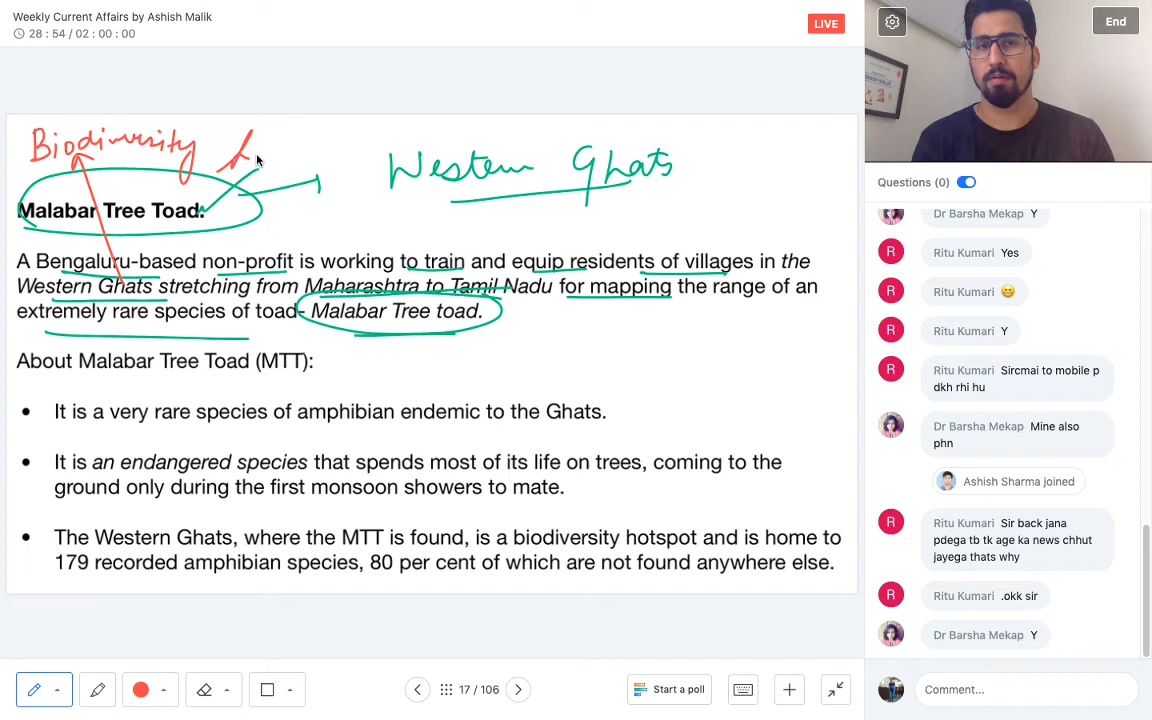 Weekly Current Affairs by Ashish Malik
28 : 54 / 02 : 00 : 00
LIVE
End
Biodiversity h
Western Ghats
Malabar Tree Toad:
A Bengaluru-based non-profit is working to train and equip residents of villages in the
Western Ghats stretching from Maharashtra to Tamil Nadu for mapping the range of an
extremely rare species of toad- Malabar Tree toad.
About Malabar Tree Toad (MTT):
• It is a very rare species of amphibian endemic to the Ghats.
• It is an endangered species that spends most of its life on trees, coming to the
ground only during the first monsoon showers to mate.
• The Western Ghats, where the MTT is found, is a biodiversity hotspot and is home to
179 recorded amphibian species, 80 per cent of which are not found anywhere else.
17 / 106
Start a poll
Questions (0)
Dr Barsha Mekap Y
R Ritu Kumari Yes
R Ritu Kumari 😄
R Ritu Kumari Y
R Ritu Kumari Sircmai to mobile p
dkh rhi hu
Dr Barsha Mekap Mine also
phn
Ashish Sharma joined
R Ritu Kumari Sir back jana
pdega tb tk age ka news chhut
jayega thats why
R Ritu Kumari .okk sir
Dr Barsha Mekap Y
Comment...